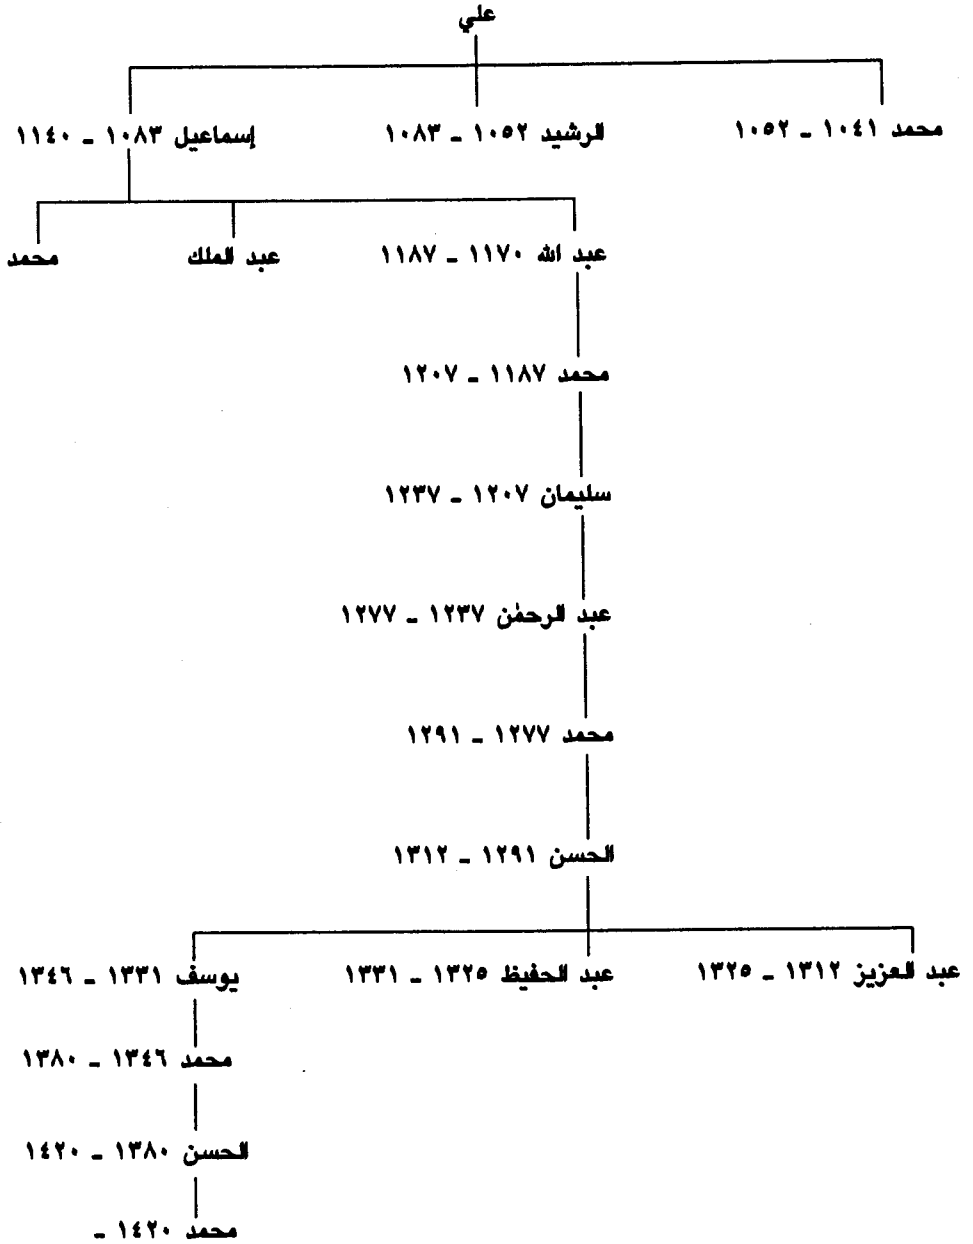 علي
محمد ١٠٤١ ـ ١٠٥٢
الرشيد ١٠٥٢ ـ ١٠٨٣
إسماعيل ١٠٨٣ ـ ١١٤٠
عبد الله ١١٧٠ ـ ١١٨٧
عبد الملك
محمد
محمد ١١٨٧ ـ ١٢٠٧
سليمان ١٢٠٧ ـ ١٢٣٧
عبد الرحمٰن ١٢٣٧ ـ ١٢٧٧
محمد ١٢٧٧ ـ ١٢٩١
الحسن ١٢٩١ ـ ١٣١٢
عبد العزيز ١٣١٢ ـ ١٣٢٥
عبد الحفيظ ١٣٢٥ ـ ١٣٣١
يوسف ١٣٣١ ـ ١٣٤٦
محمد ١٣٤٦ ـ ١٣٨٠
الحسن ١٣٨٠ ـ ١٤٢٠
محمد ١٤٢٠ ـ